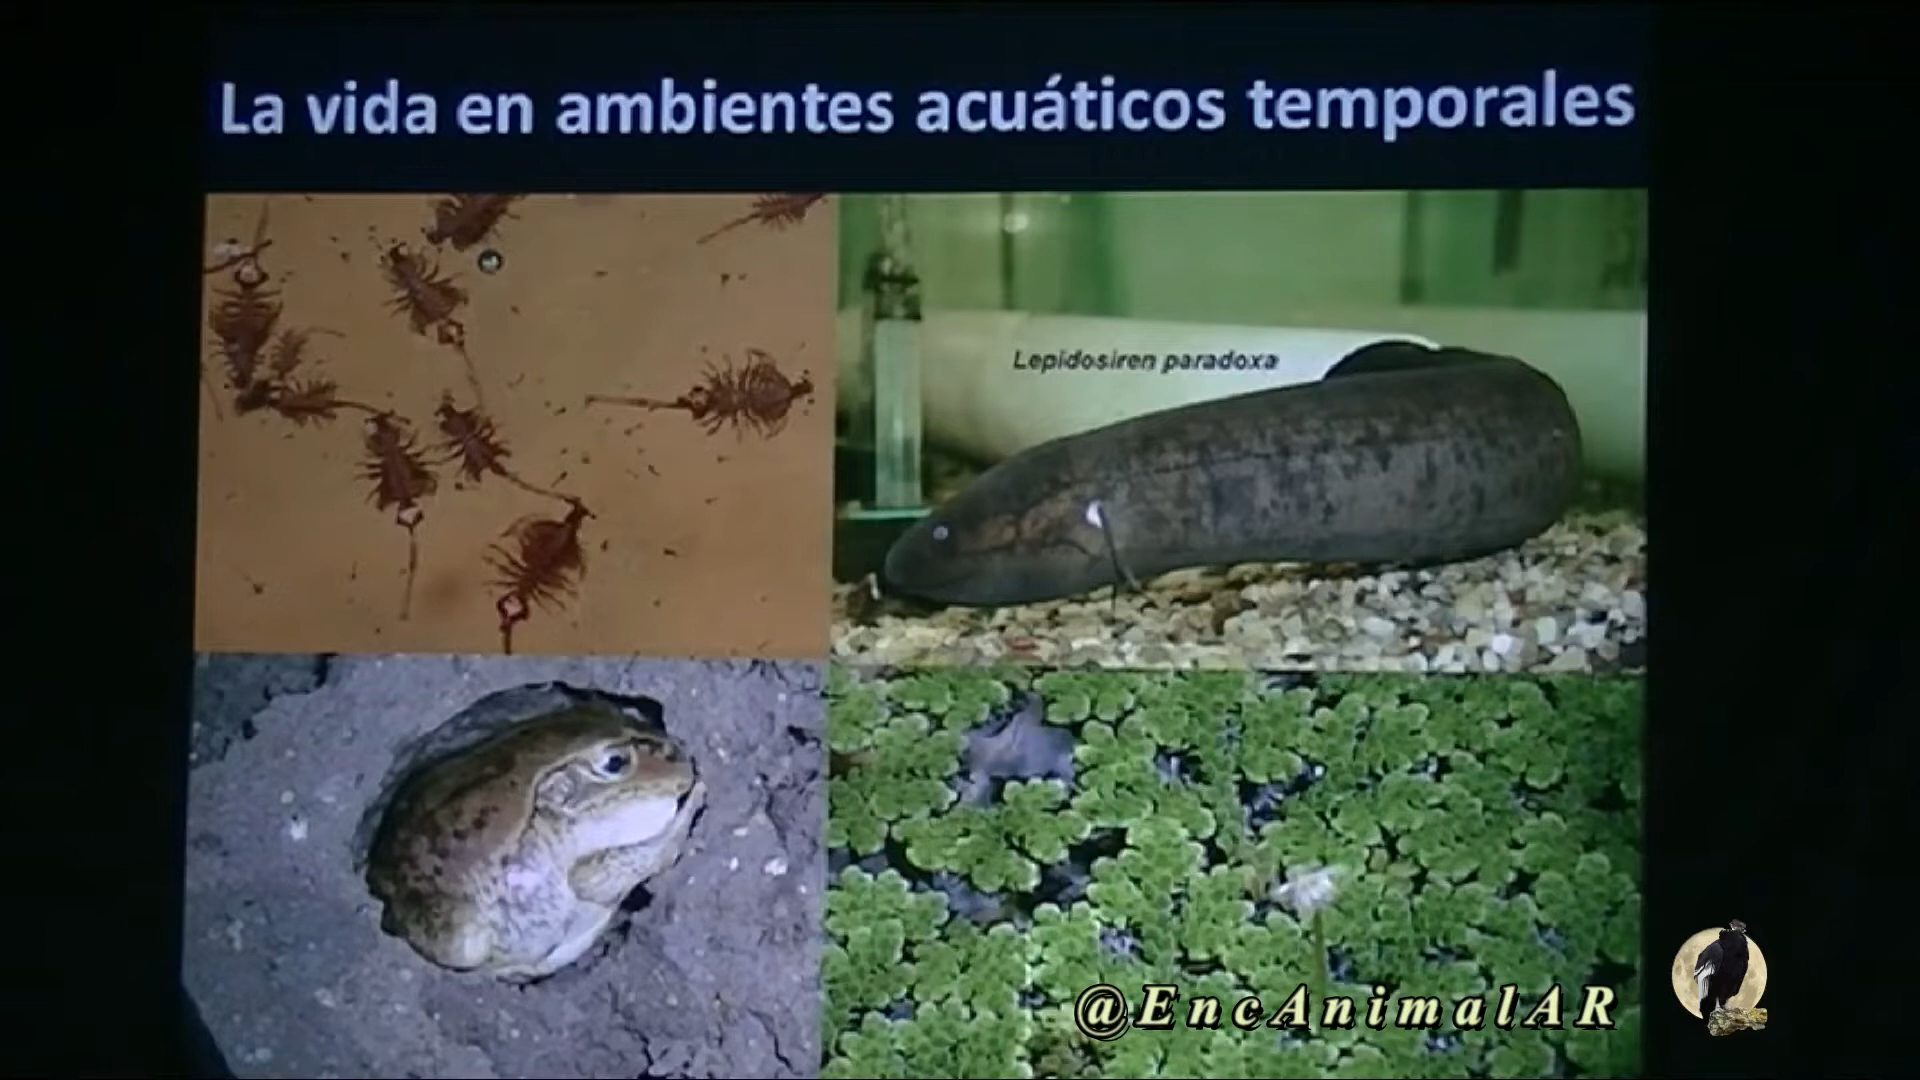 La vida en ambientes acuáticos temporales
Lepidosiren paradoxa
@EncAnimalAR